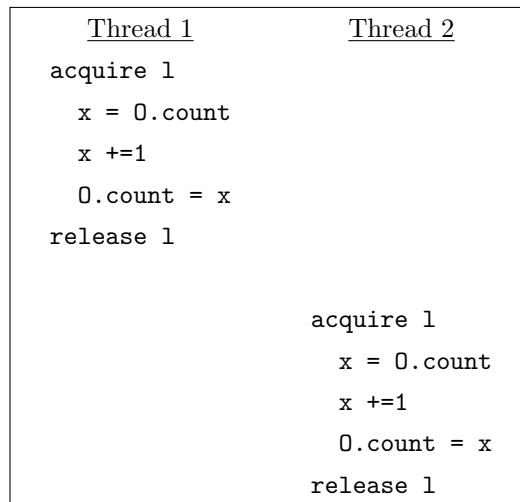 Thread 1 Thread 2
acquire l
x = O.count
x +=1
O.count = x
release l
acquire l
x = O.count
x +=1
O.count = x
release l